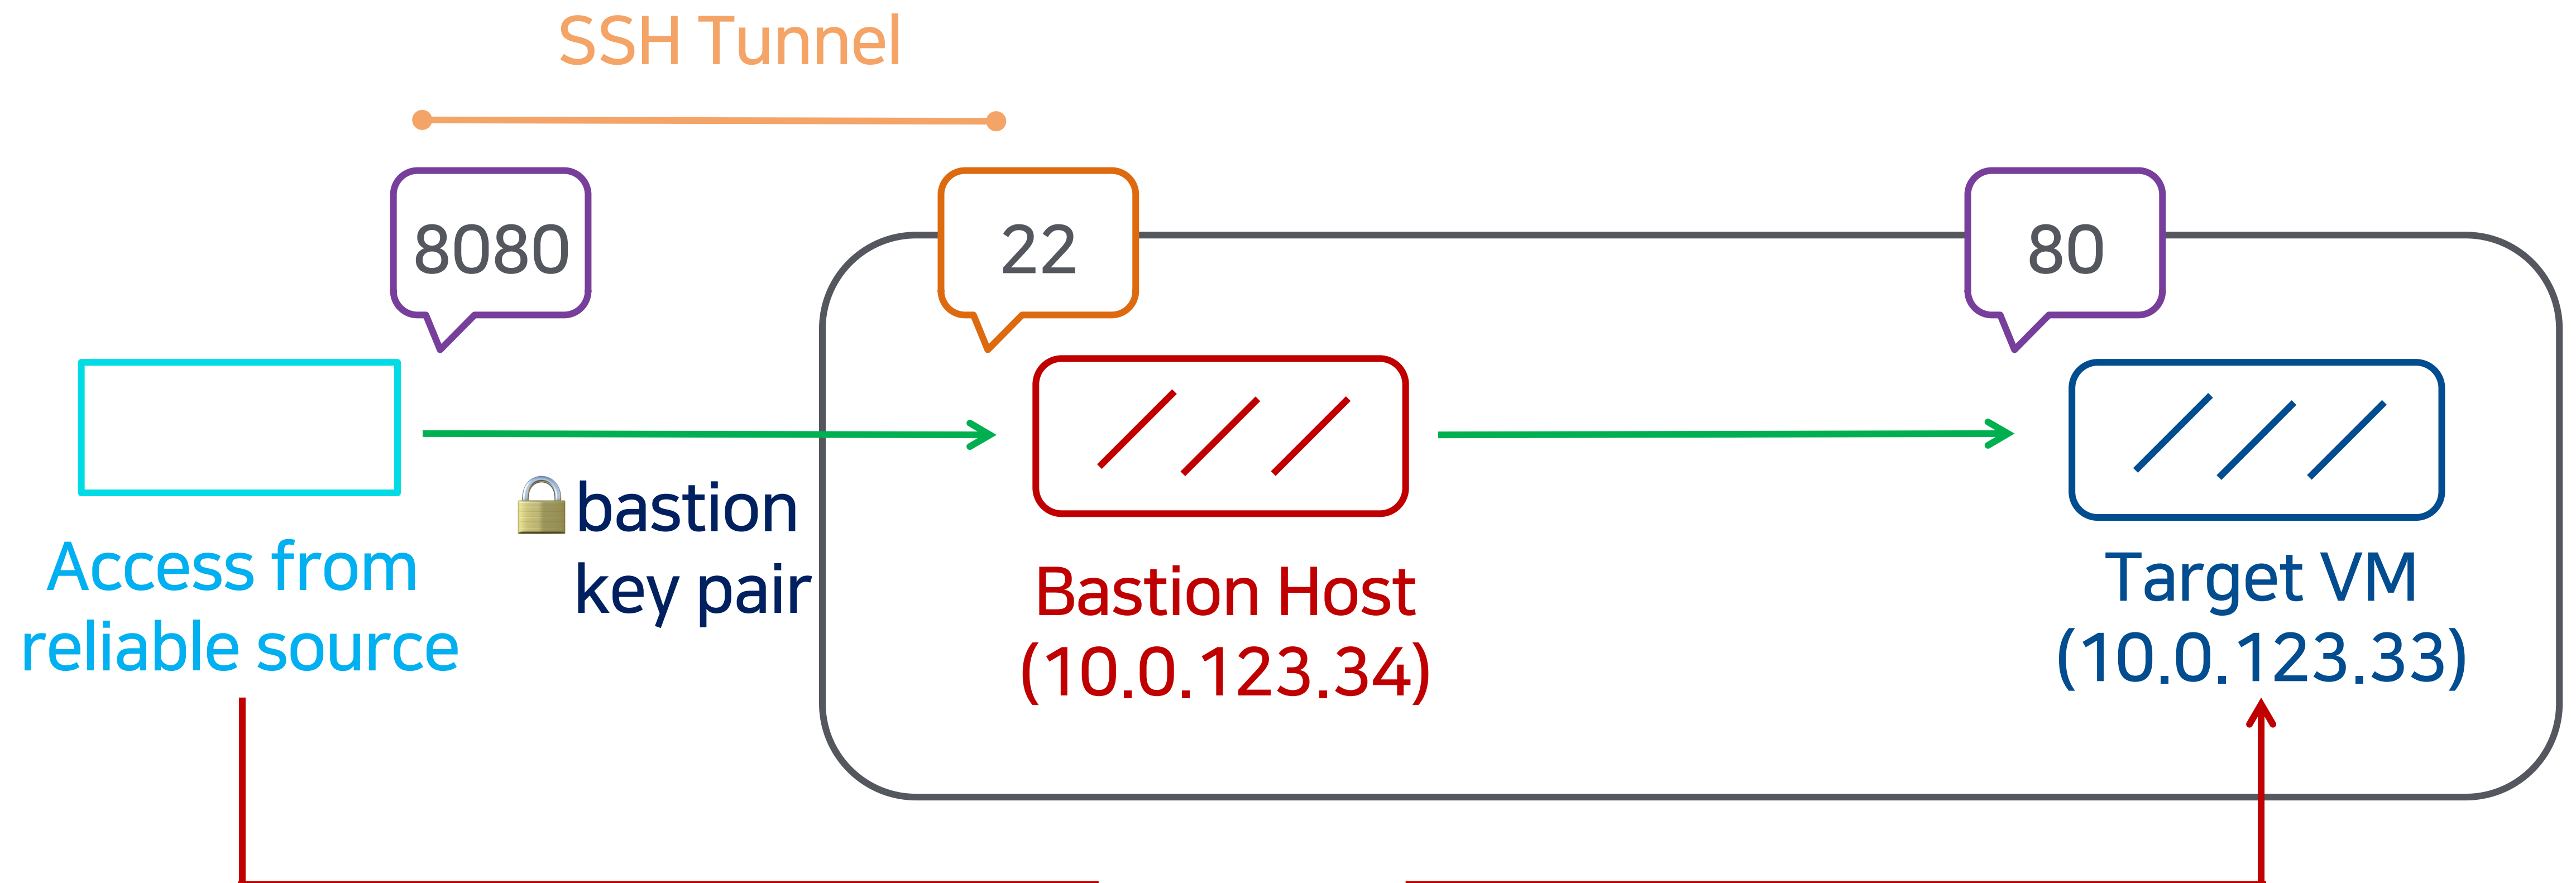 SSH Tunnel
8080
22
80
bastion
key pair
Access from
reliable source
Bastion Host
(10.0.123.34)
Target VM
(10.0.123.33)